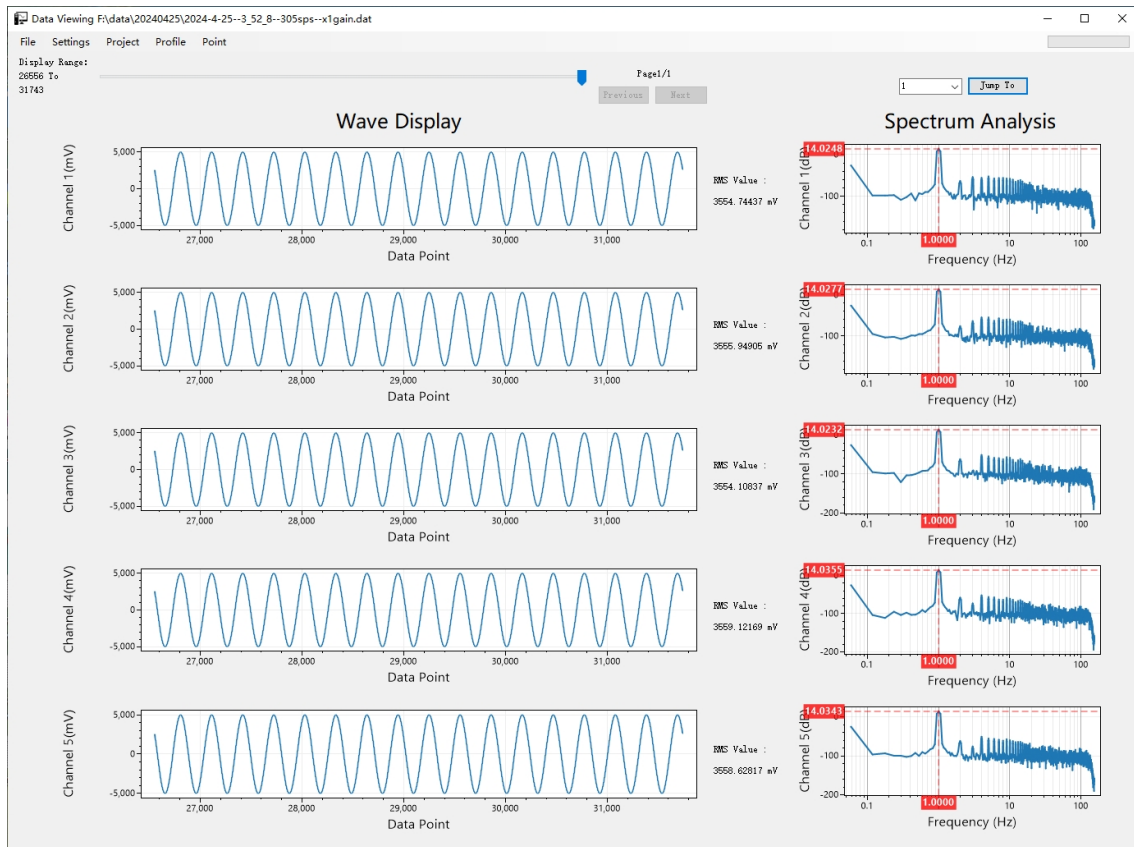 Data Viewing F:\data\20240425\2024-4-25--3_52_8--305sps--x1gain.dat
File Settings Project Profile Point
Display Range:
26556 To
31743
Page1/1
Previous Next
1
Jump To
Wave Display
Spectrum Analysis
Channel 1(mV)
5,000
0
-5,000
27,000 28,000 29,000 30,000 31,000
Data Point
RMS Value :
3554.74437 mV
Channel 1(dB)
14.0248
0
-100
0.1 1.0000 10 100
Frequency (Hz)
Channel 2(mV)
5,000
0
-5,000
27,000 28,000 29,000 30,000 31,000
Data Point
RMS Value :
3555.94905 mV
Channel 2(dB)
14.0277
0
-100
0.1 1.0000 10 100
Frequency (Hz)
Channel 3(mV)
5,000
0
-5,000
27,000 28,000 29,000 30,000 31,000
Data Point
RMS Value :
3554.10837 mV
Channel 3(dB)
14.0232
0
-100
-200
0.1 1.0000 10 100
Frequency (Hz)
Channel 4(mV)
5,000
0
-5,000
27,000 28,000 29,000 30,000 31,000
Data Point
RMS Value :
3559.12169 mV
Channel 4(dB)
14.0355
0
-100
-200
0.1 1.0000 10 100
Frequency (Hz)
Channel 5(mV)
5,000
0
-5,000
27,000 28,000 29,000 30,000 31,000
Data Point
RMS Value :
3558.62817 mV
Channel 5(dB)
14.0343
0
-100
-200
0.1 1.0000 10 100
Frequency (Hz)